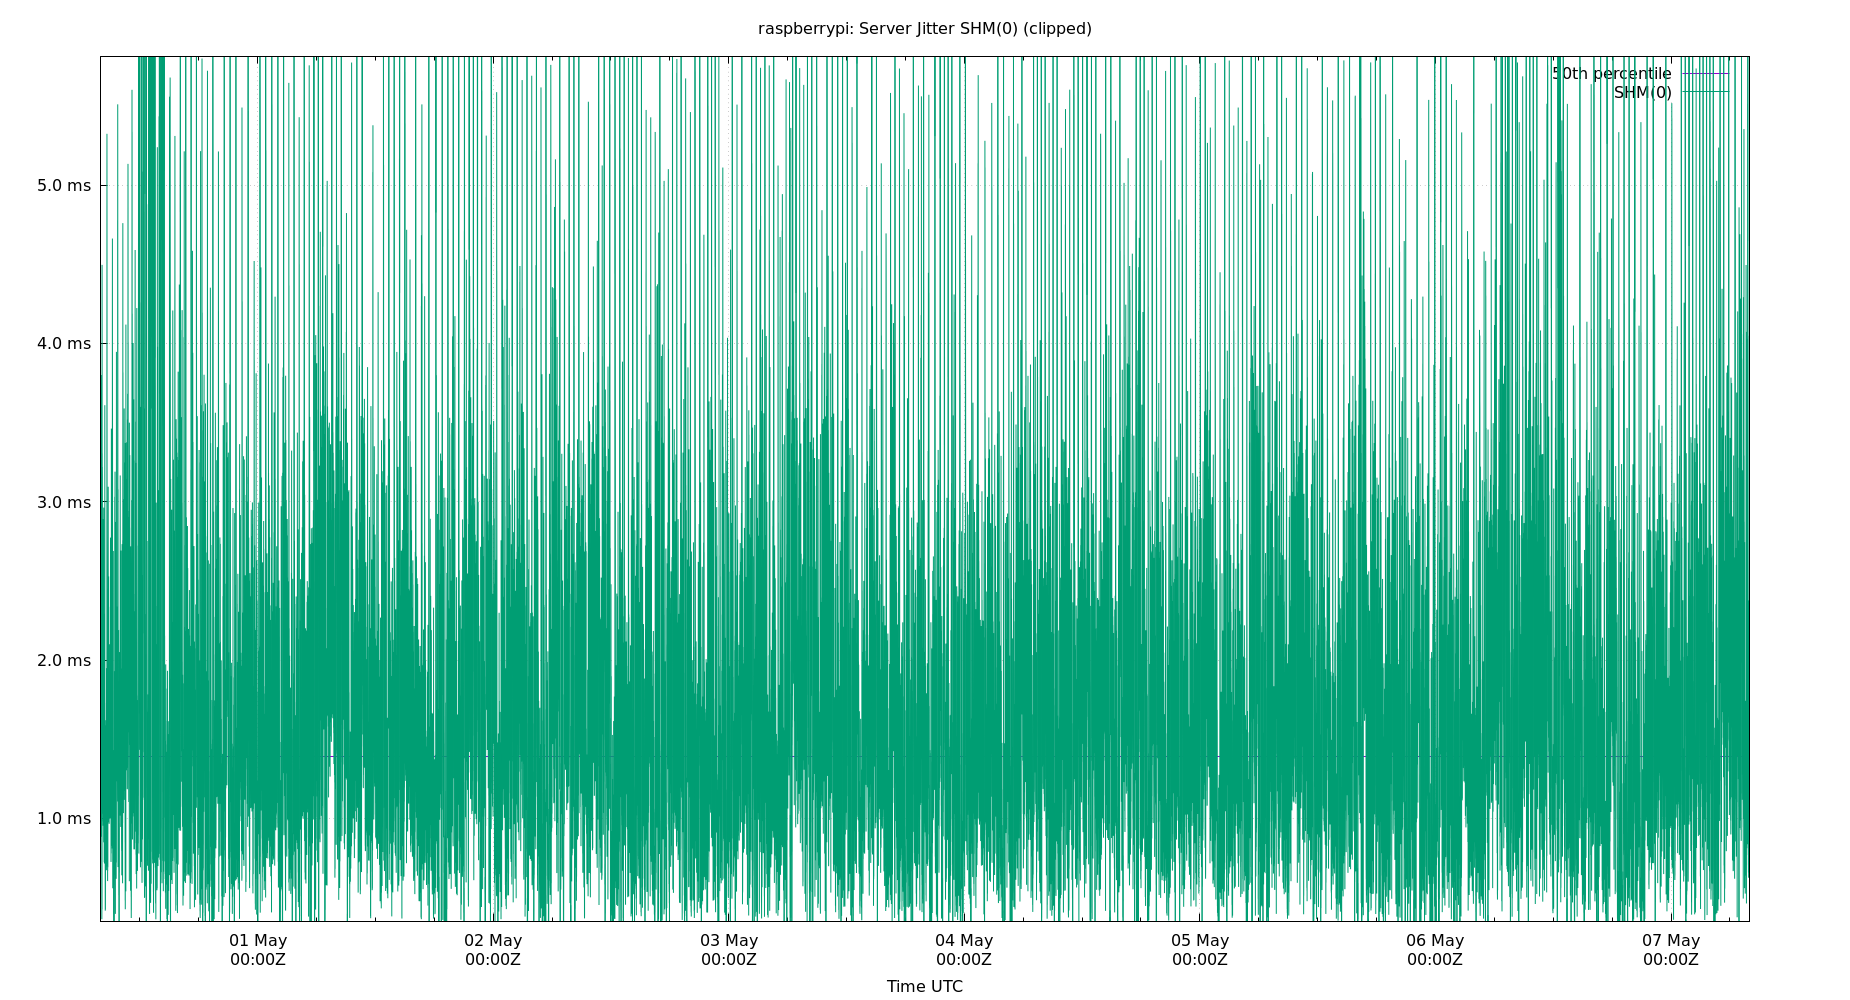 raspberrypi: Server Jitter SHM(0) (clipped)
50th percentile
SHM(0)
5.0 ms
4.0 ms
3.0 ms
2.0 ms
1.0 ms
01 May 02 May 03 May 04 May 05 May 06 May 07 May
00:00Z 00:00Z 00:00Z 00:00Z 00:00Z 00:00Z 00:00Z
Time UTC